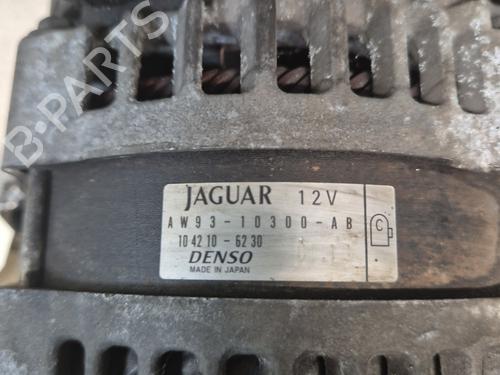 B-PARTS
JAGUAR 12V
AW93-10300-AB
104210-6230
DENSO
MADE IN JAPAN
C